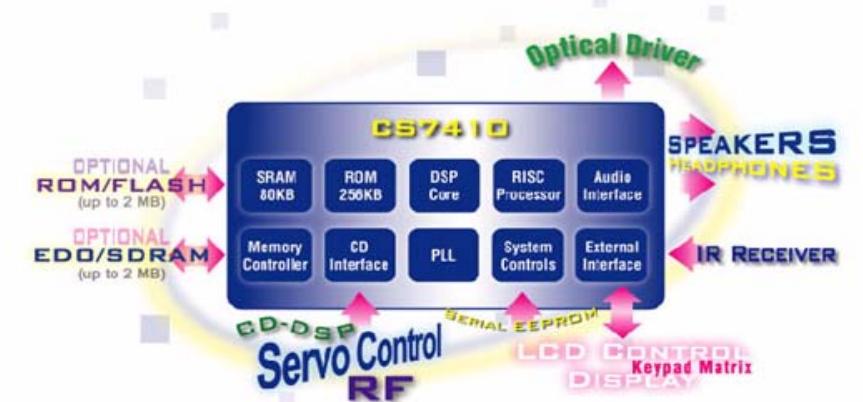 Optical Driver
CS7410
SPEAKERS
HEADPHONES
OPTIONAL
ROM/FLASH
(up to 2 MB)
SRAM
80KB
ROM
256KB
DSP
Core
RISC
Processor
Audio
Interface
OPTIONAL
EDO/SDRAM
(up to 2 MB)
Memory
Controller
CD
Interface
PLL
System
Controls
External
Interface
IR RECEIVER
CD-DSP
Servo Control
RF
SERIAL EEPROM
LCD CONTROL
Keypad Matrix
DISPLAY